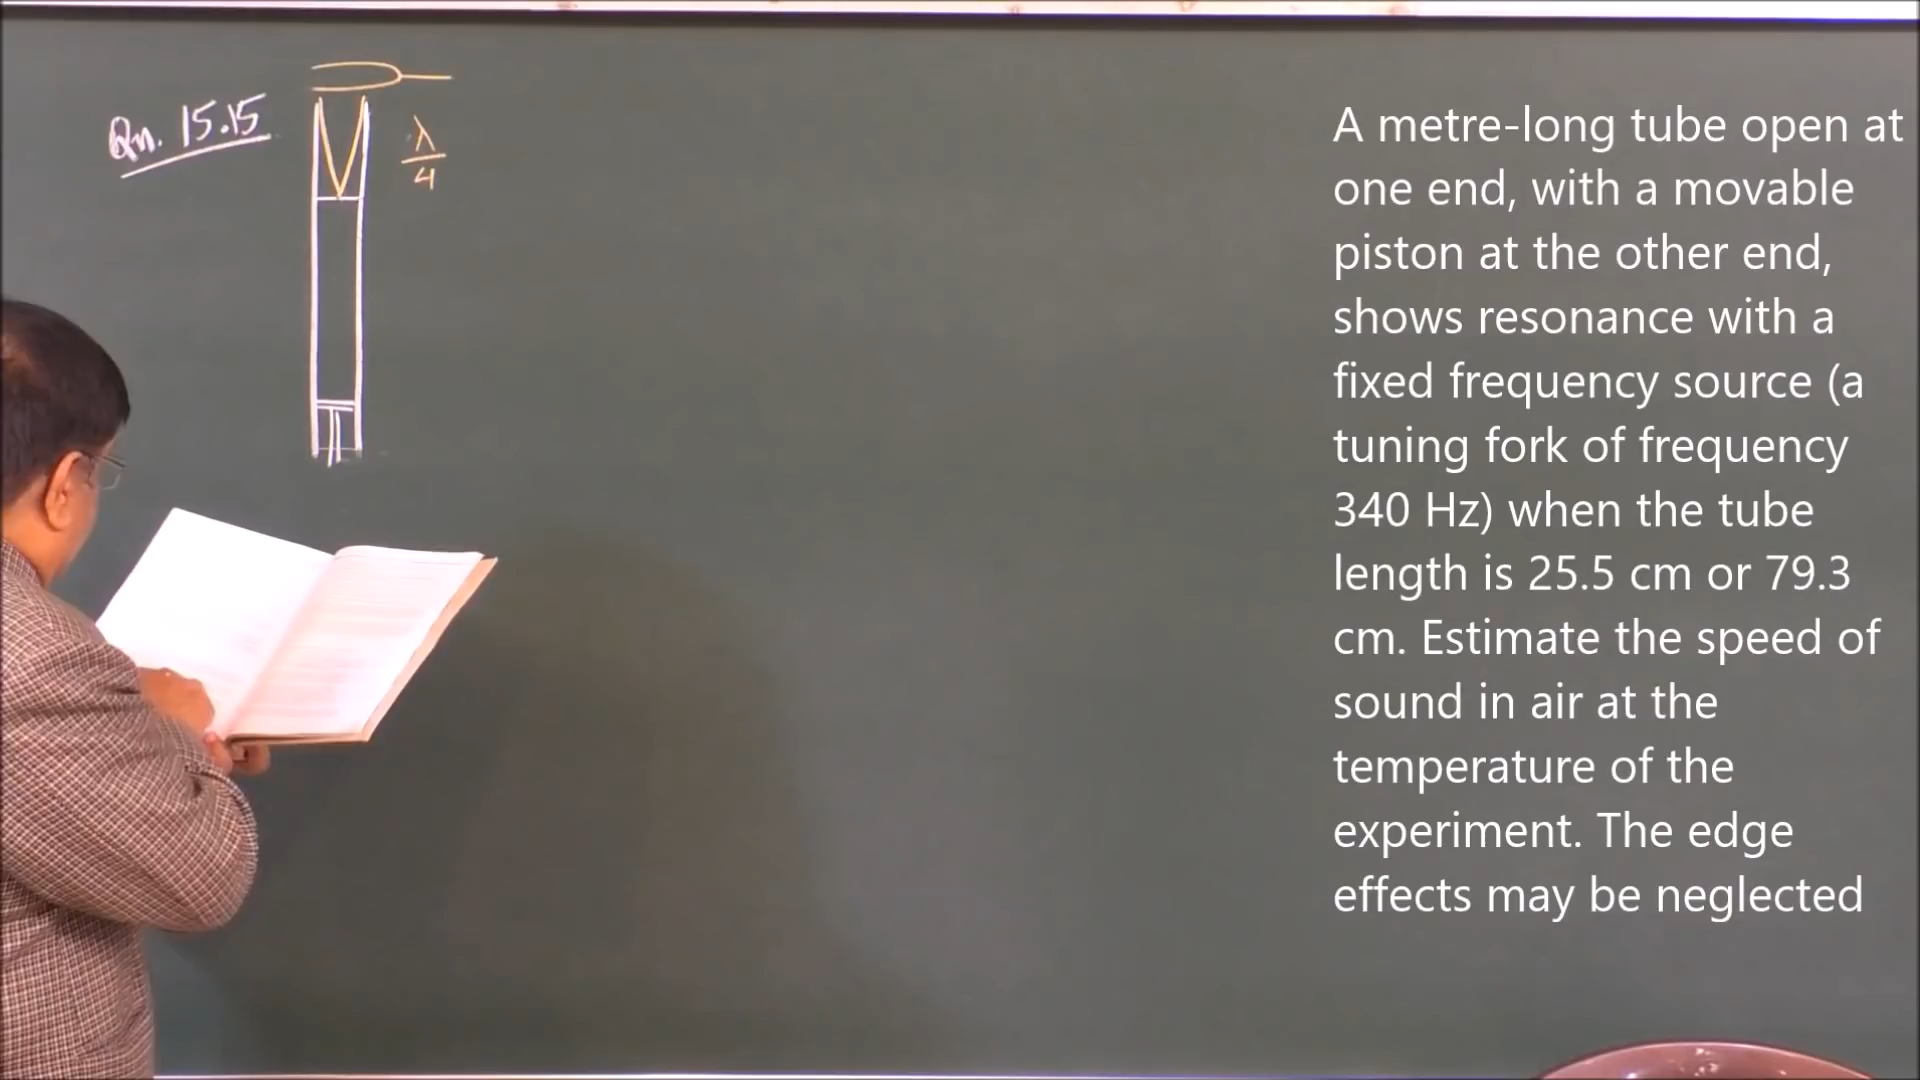 Qn. 15.15
λ
4
A metre-long tube open at
one end, with a movable
piston at the other end,
shows resonance with a
fixed frequency source (a
tuning fork of frequency
340 Hz) when the tube
length is 25.5 cm or 79.3
cm. Estimate the speed of
sound in air at the
temperature of the
experiment. The edge
effects may be neglected